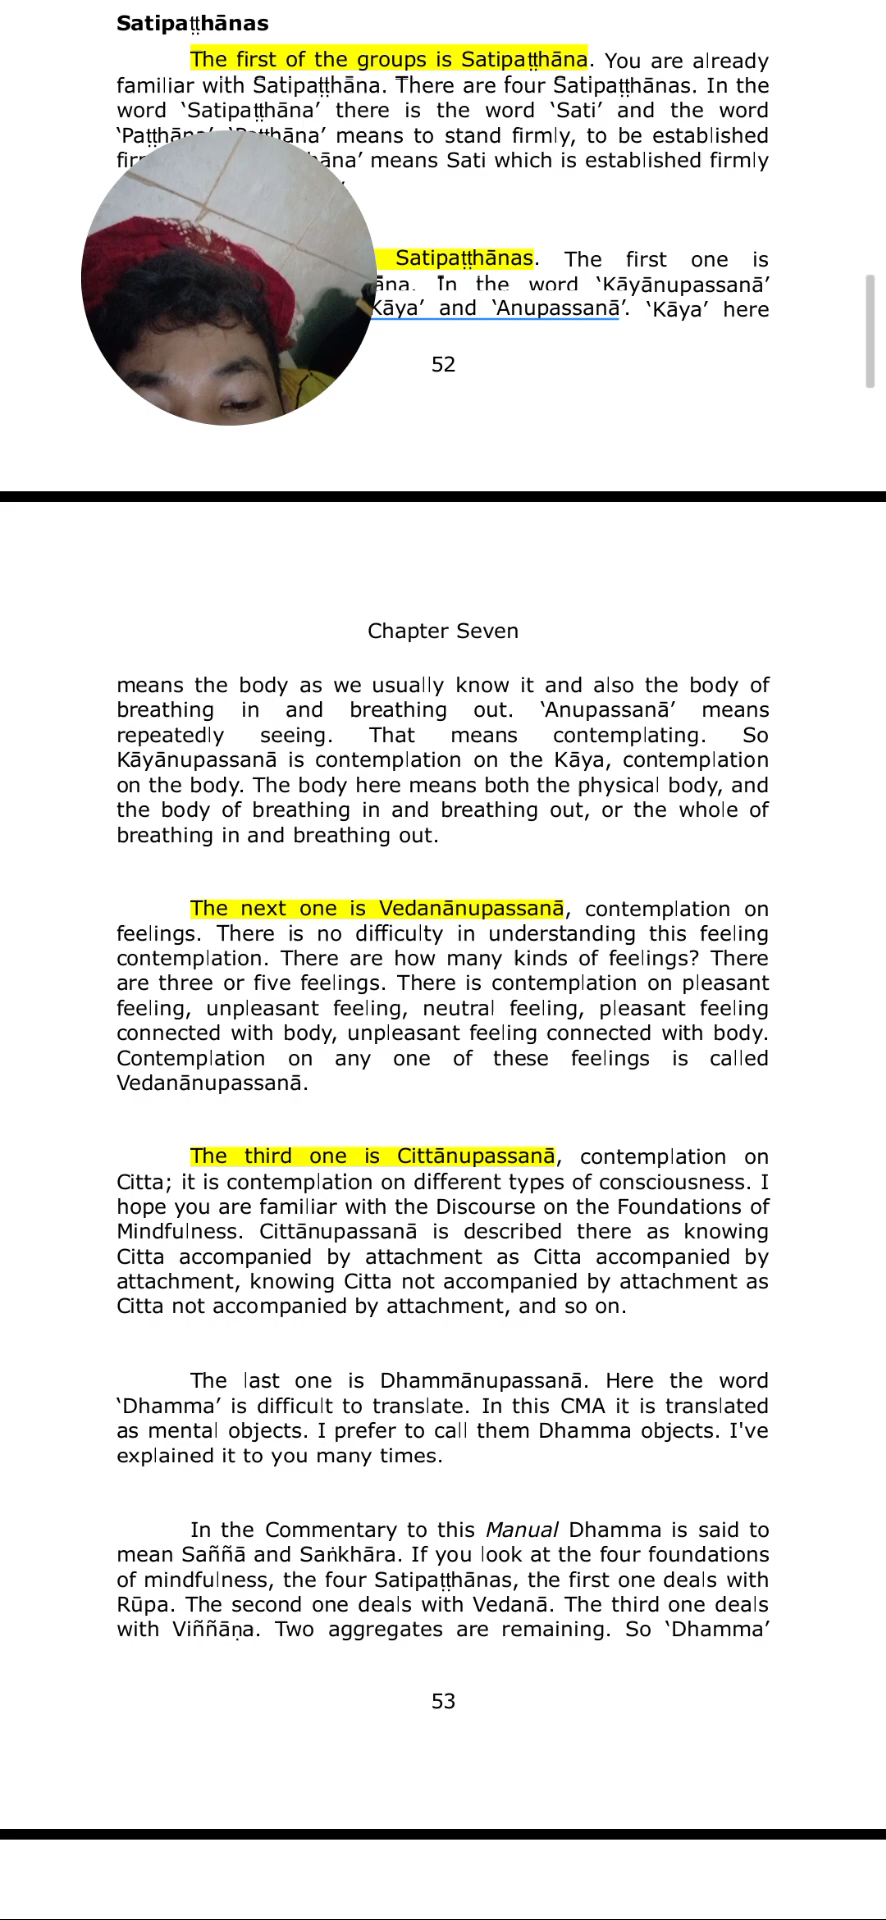 Satipaṭṭhānas
The first of the groups is Satipaṭṭhāna. You are already
familiar with Satipaṭṭhāna. There are four Satipaṭṭhānas. In the
word ‘Satipaṭṭhāna’ there is the word ‘Sati’ and the word
‘Paṭṭhāna’. ‘Paṭṭhāna’ means to stand firmly, to be established
means Sati which is established firmly
Satipaṭṭhānas. The first one is
In the word ‘Kāyānupassanā’
Kāya’ and ‘Anupassanā’. ‘Kāya’ here
52
Chapter Seven
means the body as we usually know it and also the body of
breathing in and breathing out. ‘Anupassanā’ means
repeatedly seeing. That means contemplating. So
Kāyānupassanā is contemplation on the Kāya, contemplation
on the body. The body here means both the physical body, and
the body of breathing in and breathing out, or the whole of
breathing in and breathing out.
The next one is Vedanānupassanā, contemplation on
feelings. There is no difficulty in understanding this feeling
contemplation. There are how many kinds of feelings? There
are three or five feelings. There is contemplation on pleasant
feeling, unpleasant feeling, neutral feeling, pleasant feeling
connected with body, unpleasant feeling connected with body.
Contemplation on any one of these feelings is called
Vedanānupassanā.
The third one is Cittānupassanā, contemplation on
Citta; it is contemplation on different types of consciousness. I
hope you are familiar with the Discourse on the Foundations of
Mindfulness. Cittānupassanā is described there as knowing
Citta accompanied by attachment as Citta accompanied by
attachment, knowing Citta not accompanied by attachment as
Citta not accompanied by attachment, and so on.
The last one is Dhammānupassanā. Here the word
‘Dhamma’ is difficult to translate. In this CMA it is translated
as mental objects. I prefer to call them Dhamma objects. I've
explained it to you many times.
In the Commentary to this Manual Dhamma is said to
mean Saññā and Saṅkhāra. If you look at the four foundations
of mindfulness, the four Satipaṭṭhānas, the first one deals with
Rūpa. The second one deals with Vedanā. The third one deals
with Viññāṇa. Two aggregates are remaining. So ‘Dhamma’
53